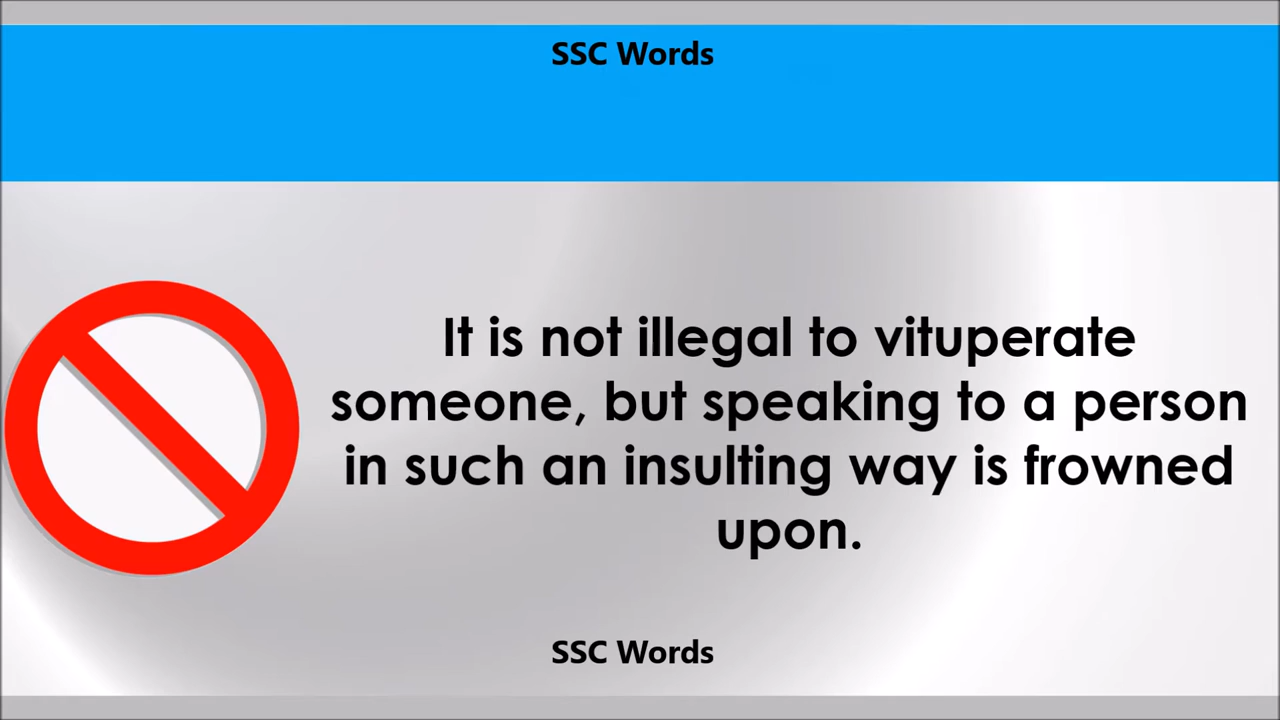 SSC Words
It is not illegal to vituperate
someone, but speaking to a person
in such an insulting way is frowned
upon.
SSC Words